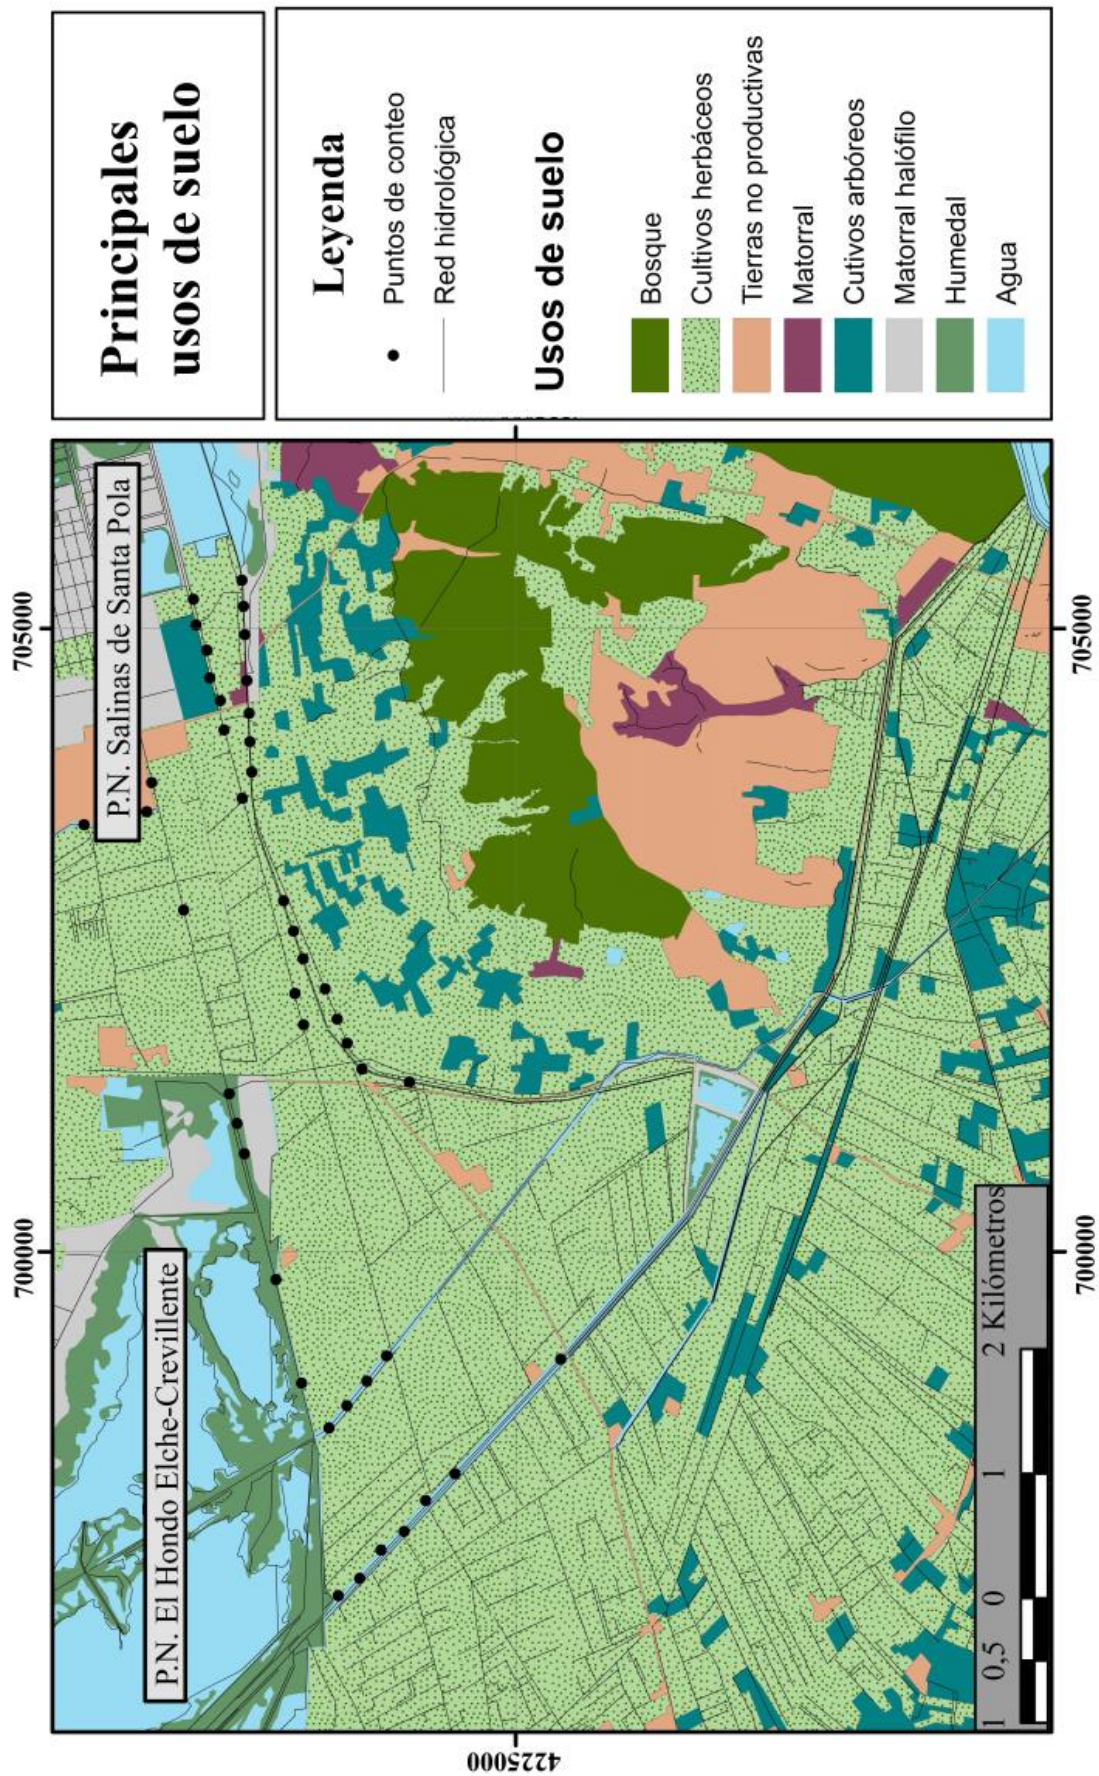 Principales
usos de suelo
Leyenda
Puntos de conteo
Red hidrológica
Usos de suelo
Bosque
Cultivos herbáceos
Tierras no productivas
Matorral
Cutivos arbóreos
Matorral halófilo
Humedal
Agua
700000
705000
P.N. El Hondo Elche-Crevillente
P.N. Salinas de Santa Pola
4225000
1 0,5 0 1 2 Kilómetros
700000
705000